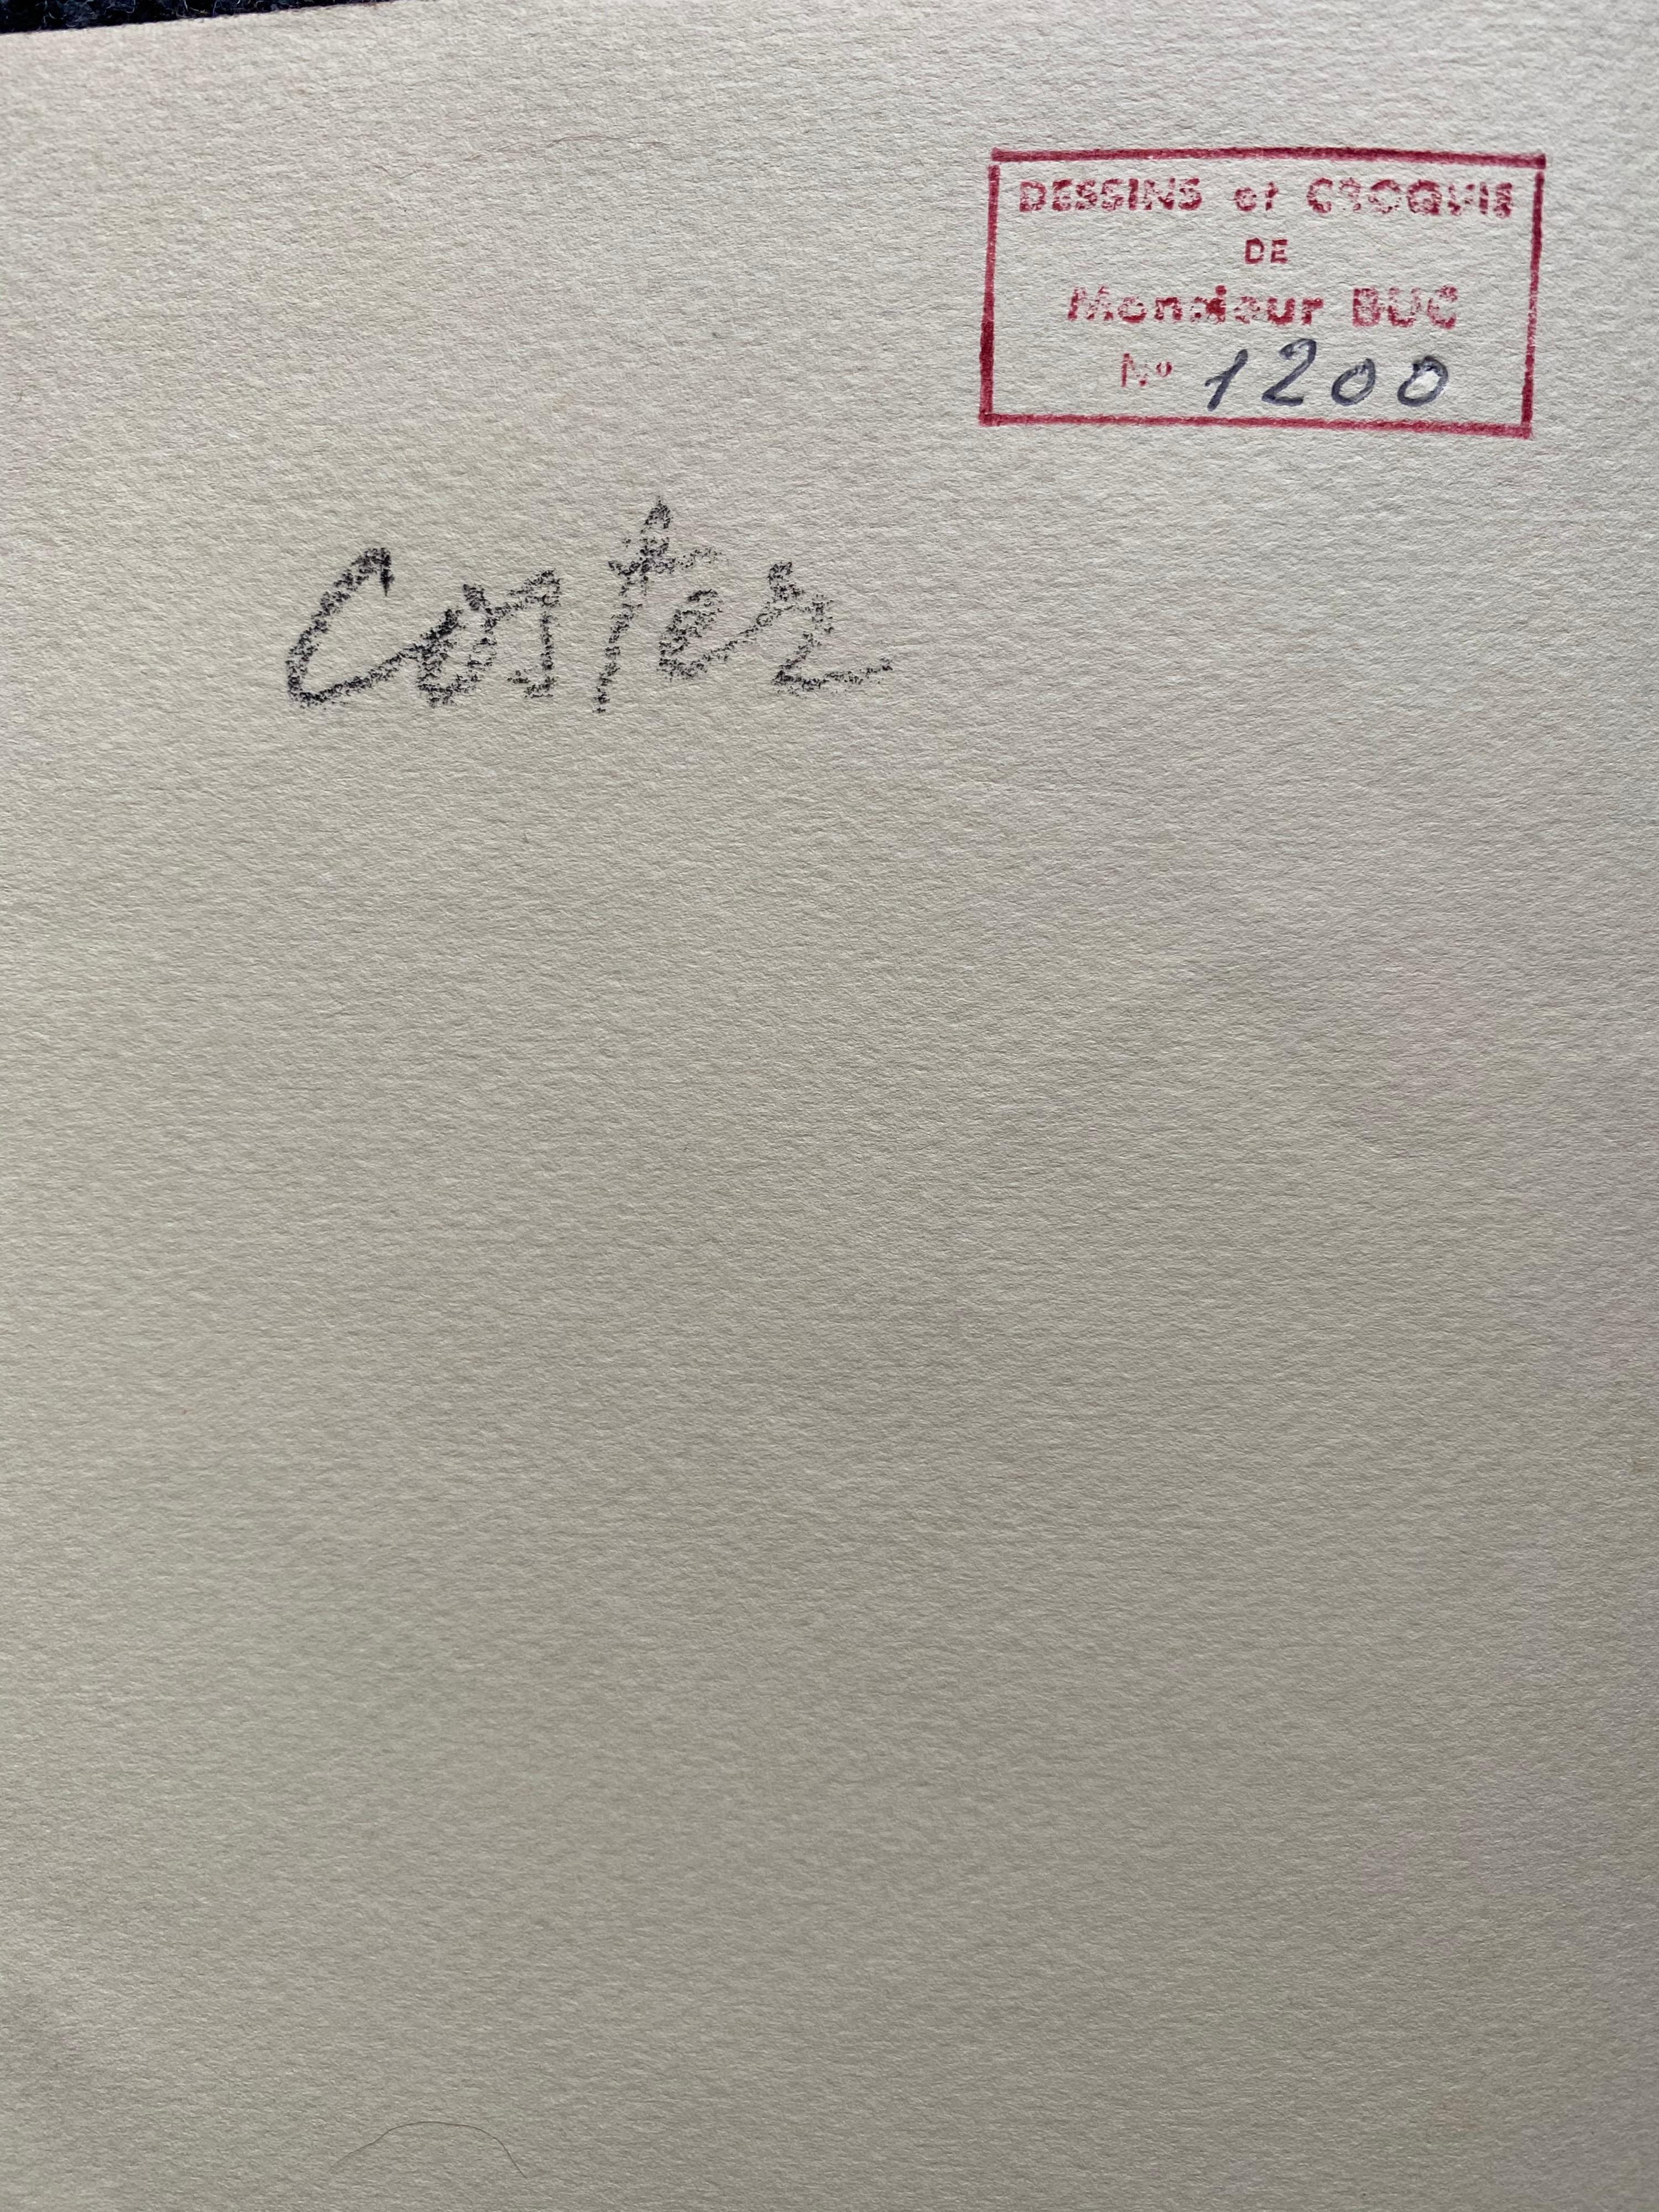 DESSINS et CROQUIS
DE
Monsieur BUC
Nº 1200
Coster